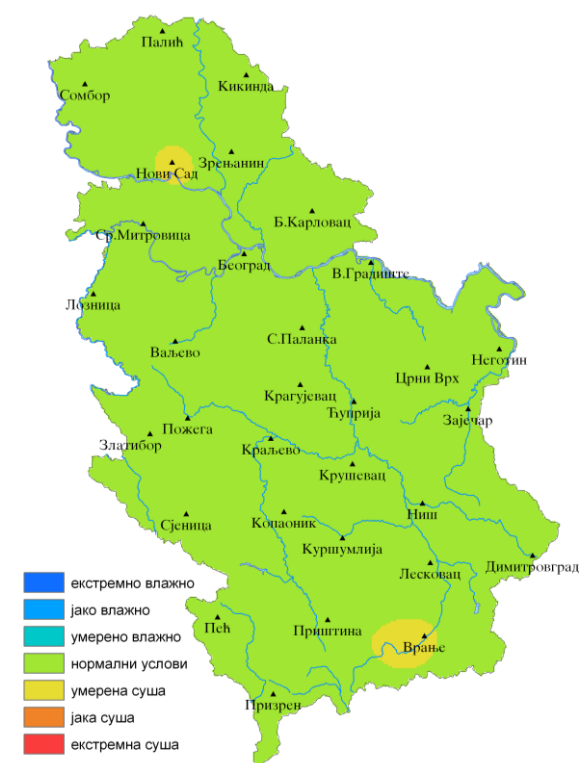 Палић
Кикинда
Сомбор
Зрењанин
Нови Сад
Б.Карловац
Ср.Митровица
Београд
В.Градиште
Лозница
С.Паланка
Ваљево
Неготин
Црни Врх
Крагујевац
Ћуприја
Зајечар
Пожега
Златибор
Краљево
Крушевац
Ниш
Копаоник
Сјеница
Куршумлија
Димитровград
Лесковац
Пећ
Приштина
Врање
Призрен
екстремно влажно
јако влажно
умерено влажно
нормални услови
умерена суша
јака суша
екстремна суша